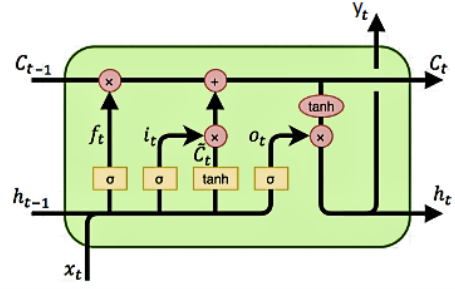 y_t
C_{t-1} × + C_t
tanh
f_t i_t × C̃_t o_t ×
σ σ tanh σ
h_{t-1} h_t
x_t